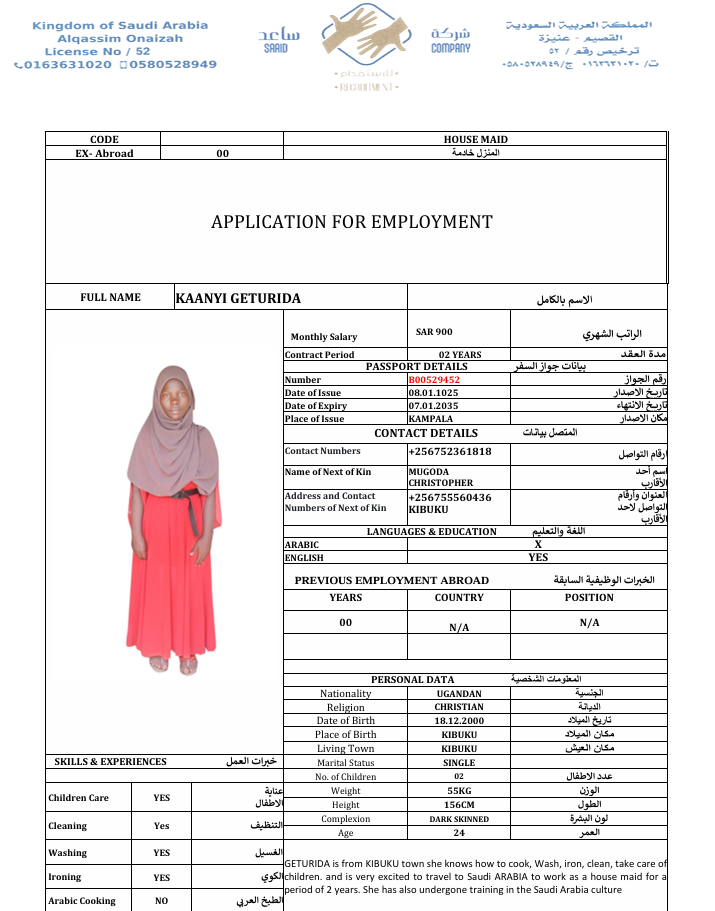 Kingdom of Saudi Arabia
Alqassim Onaizah
License No / 52
0163631020 0580528949
ساعد
SAAID
شركة
COMPANY
للاستقدام
RECRUITMENT
المملكة العربية السعودية
القصيم - عنيزة
ترخيص رقم / ٥٢
ت/ ٠١٦٣٦٣١٠٢٠ ج/٠٥٨٠٥٢٨٩٤٩
CODE HOUSE MAID
EX- Abroad 00 المنزل خادمة
APPLICATION FOR EMPLOYMENT
FULL NAME KAANYI GETURIDA الاسم بالكامل
Monthly Salary SAR 900 الراتب الشهري
Contract Period 02 YEARS مدة العقد
PASSPORT DETAILS بيانات جواز السفر
Number B00529452 رقم الجواز
Date of Issue 08.01.1025 تاريخ الاصدار
Date of Expiry 07.01.2035 تاريخ الانتهاء
Place of Issue KAMPALA مكان الاصدار
CONTACT DETAILS المتصل بيانات
Contact Numbers +256752361818 ارقام التواصل
Name of Next of Kin MUGODA CHRISTOPHER اسم أحد الأقارب
Address and Contact Numbers of Next of Kin +256755560436 KIBUKU العنوان وأرقام التواصل لاحد الأقارب
LANGUAGES & EDUCATION اللغة والتعليم
ARABIC X
ENGLISH YES
PREVIOUS EMPLOYMENT ABROAD الخبرات الوظيفية السابقة
YEARS COUNTRY POSITION
00 N/A N/A
PERSONAL DATA المعلومات الشخصية
Nationality UGANDAN الجنسية
Religion CHRISTIAN الديانة
Date of Birth 18.12.2000 تاريخ الميلاد
Place of Birth KIBUKU مكان الميلاد
Living Town KIBUKU مكان العيش
Marital Status SINGLE
No. of Children 02 عدد الاطفال
Weight 55KG الوزن
Height 156CM الطول
Complexion DARK SKINNED لون البشرة
Age 24 العمر
SKILLS & EXPERIENCES خبرات العمل
Children Care YES عناية الاطفال
Cleaning Yes التنظيف
Washing YES الغسيل
Ironing YES الكوي
Arabic Cooking NO الطبخ العربي
GETURIDA is from KIBUKU town she knows how to cook, Wash, iron, clean, take care of
children. and is very excited to travel to Saudi ARABIA to work as a house maid for a
period of 2 years. She has also undergone training in the Saudi Arabia culture